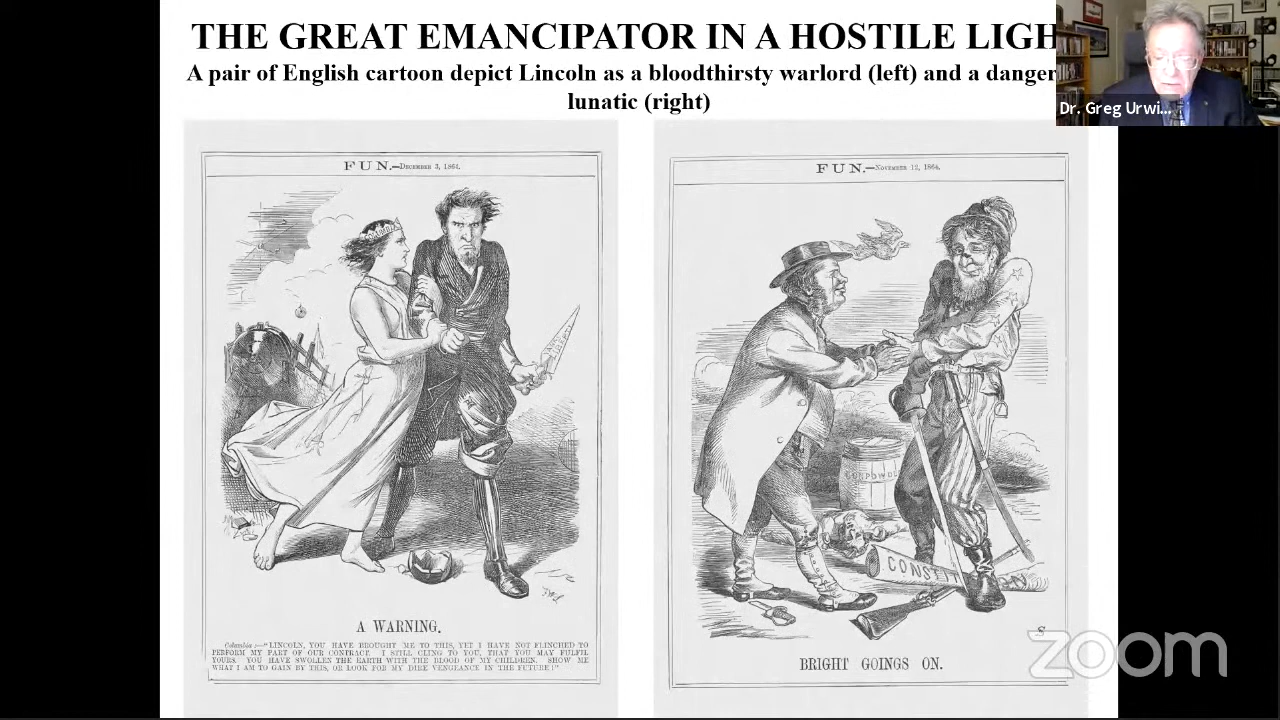 THE GREAT EMANCIPATOR IN A HOSTILE LIGH
A pair of English cartoon depict Lincoln as a bloodthirsty warlord (left) and a danger
lunatic (right)
Dr. Greg Urwi...
FUN.—DECEMBER 3, 1864.
A WARNING.
Columbia:—"LINCOLN, YOU HAVE BROUGHT ME TO THIS, YET I HAVE NOT FLINCHED TO
PERFORM MY PART OF OUR CONTRACT. I STILL CLING TO YOU, THAT YOU MAY FULFIL
YOURS. YOU HAVE SWOLLEN THE EARTH WITH THE BLOOD OF MY CHILDREN. SHOW ME
WHAT I AM TO GAIN BY THIS, OR LOOK FOR MY DIRE VENGEANCE IN THE FUTURE!"
FUN.—NOVEMBER 12, 1864.
CONSTIT
BRIGHT GOINGS ON.
zoom